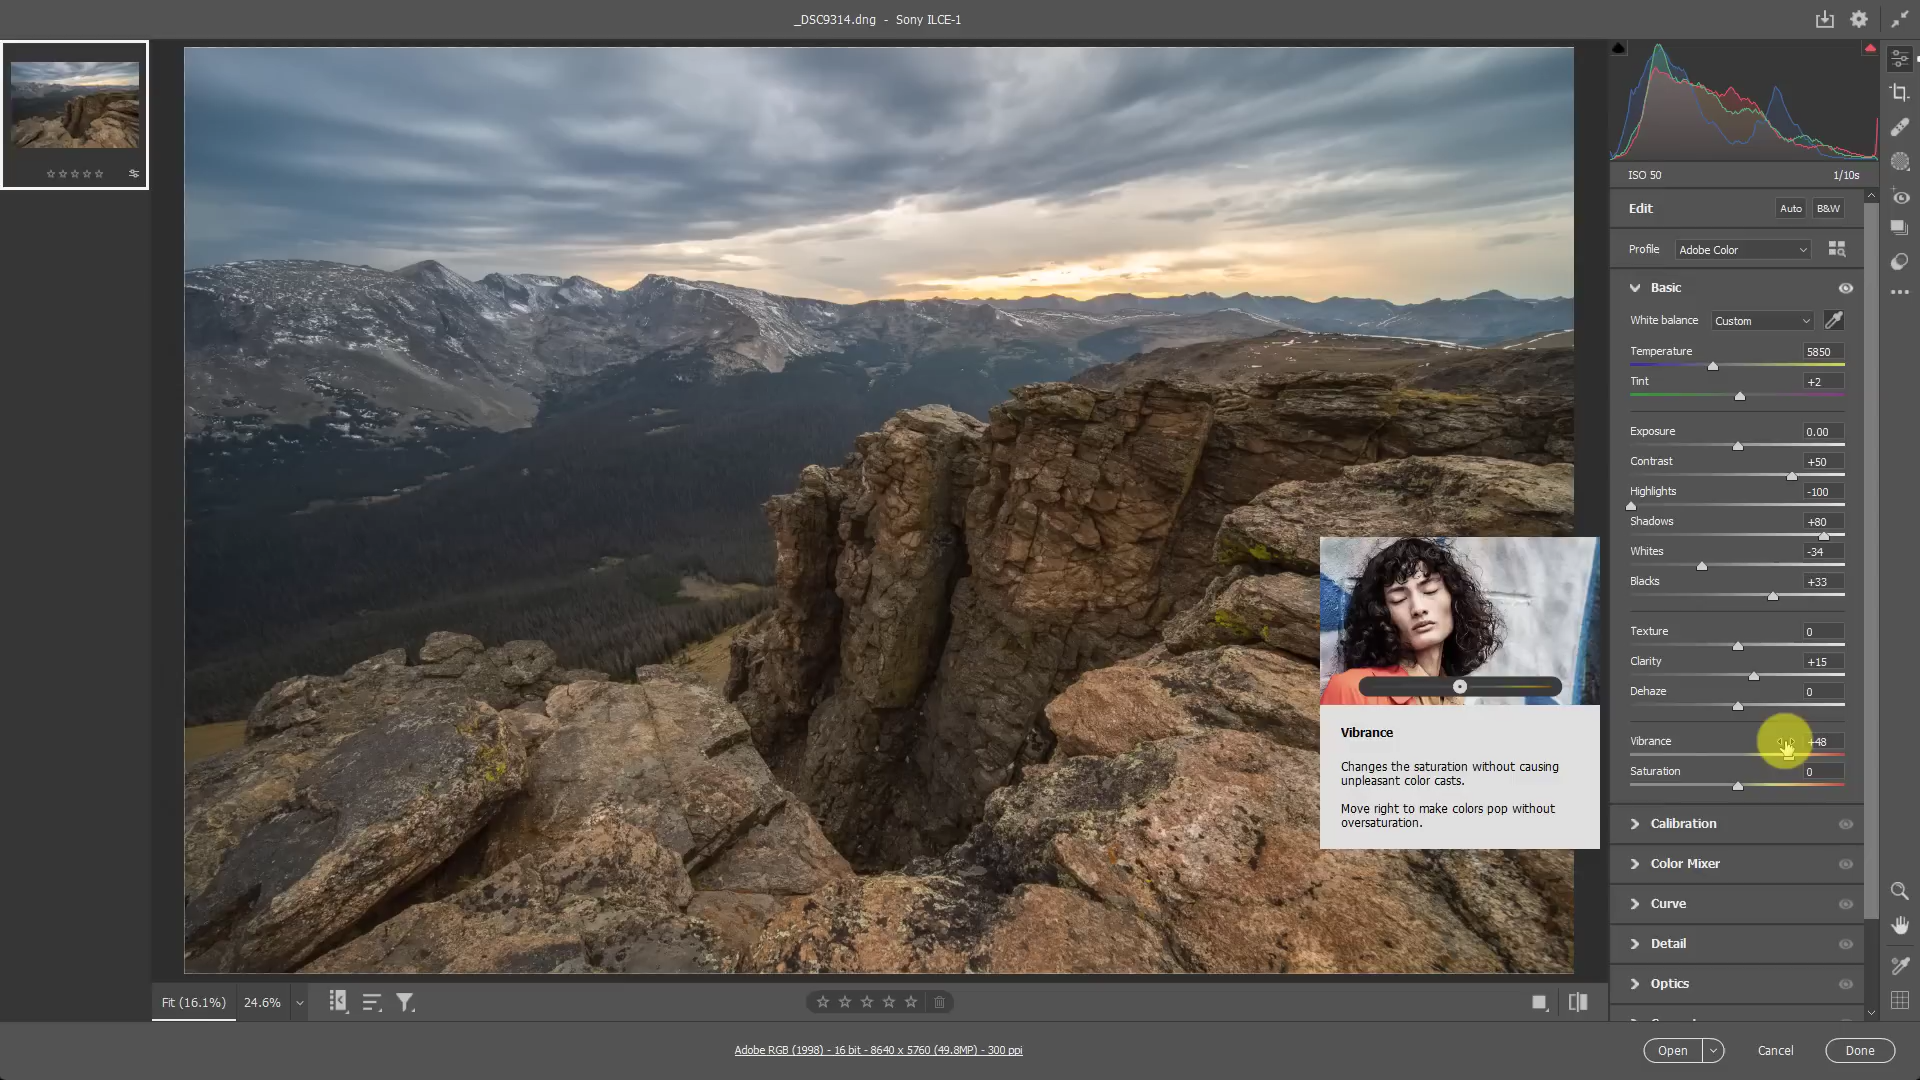 _DSC9314.dng - Sony ILCE-1
ISO 50 1/10s
Edit Auto B&W
Profile Adobe Color
Basic
White balance Custom
Temperature 5850
Tint +2
Exposure 0.00
Contrast +50
Highlights -100
Shadows +80
Whites -34
Blacks +33
Texture 0
Clarity +15
Dehaze 0
Vibrance +48
Saturation 0
Vibrance
Changes the saturation without causing
unpleasant color casts.
Move right to make colors pop without
oversaturation.
Calibration
Color Mixer
Curve
Detail
Optics
Fit (16.1%) 24.6%
Adobe RGB (1998) - 16 bit - 8640 x 5760 (49.8MP) - 300 ppi
Open Cancel Done